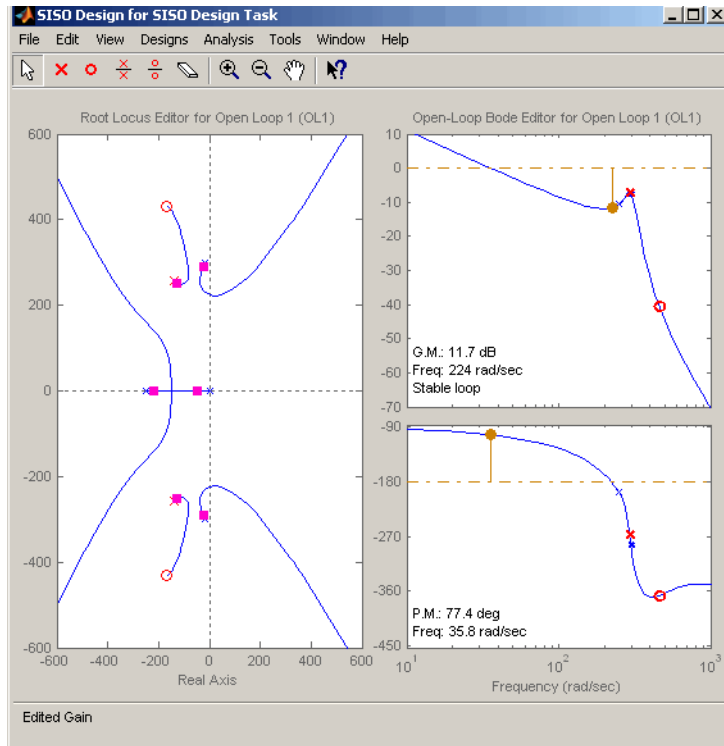 SISO Design for SISO Design Task
File Edit View Designs Analysis Tools Window Help
Root Locus Editor for Open Loop 1 (OL1)
600
400
200
0
-200
-400
-600
-600 -400 -200 0 200 400 600
Real Axis
Open-Loop Bode Editor for Open Loop 1 (OL1)
10
0
-10
-20
-30
-40
-50
-60
-70
G.M.: 11.7 dB
Freq: 224 rad/sec
Stable loop
-90
-180
-270
-360
-450
P.M.: 77.4 deg
Freq: 35.8 rad/sec
10^1 10^2 10^3
Frequency (rad/sec)
Edited Gain